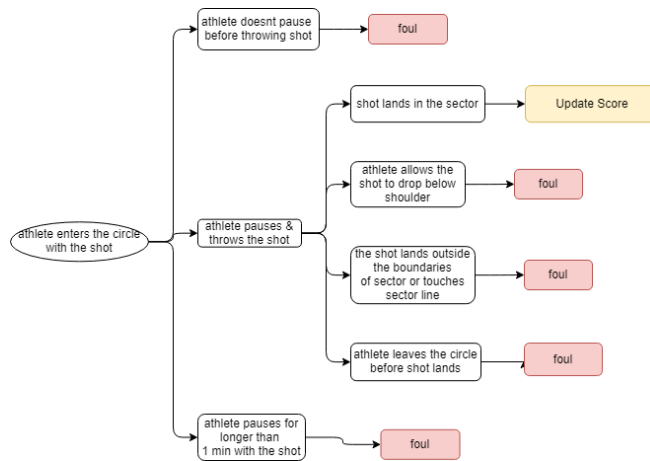 athlete doesnt pause
before throwing shot
foul
shot lands in the sector
Update Score
athlete allows the
shot to drop below
shoulder
foul
athlete enters the circle
with the shot
athlete pauses &
throws the shot
the shot lands outside
the boundaries
of sector or touches
sector line
foul
athlete leaves the circle
before shot lands
foul
athlete pauses for
longer than
1 min with the shot
foul